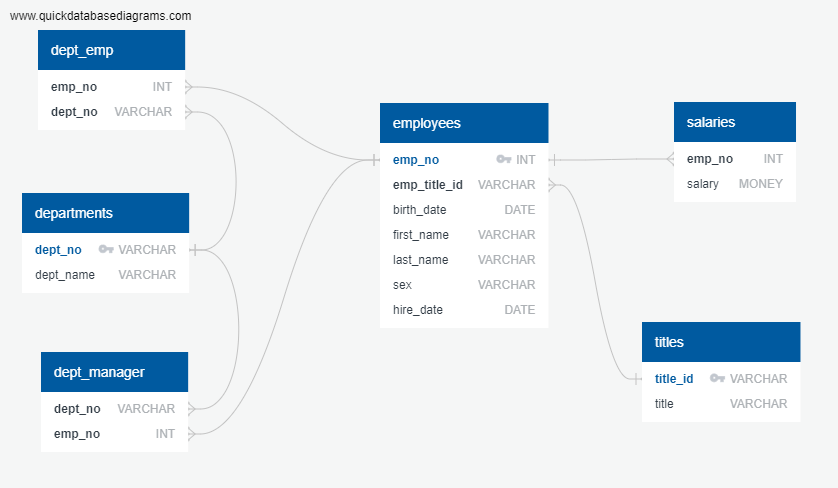 www.quickdatabasediagrams.com
dept_emp
emp_no INT
dept_no VARCHAR
departments
dept_no VARCHAR
dept_name VARCHAR
dept_manager
dept_no VARCHAR
emp_no INT
employees
emp_no INT
emp_title_id VARCHAR
birth_date DATE
first_name VARCHAR
last_name VARCHAR
sex VARCHAR
hire_date DATE
salaries
emp_no INT
salary MONEY
titles
title_id VARCHAR
title VARCHAR